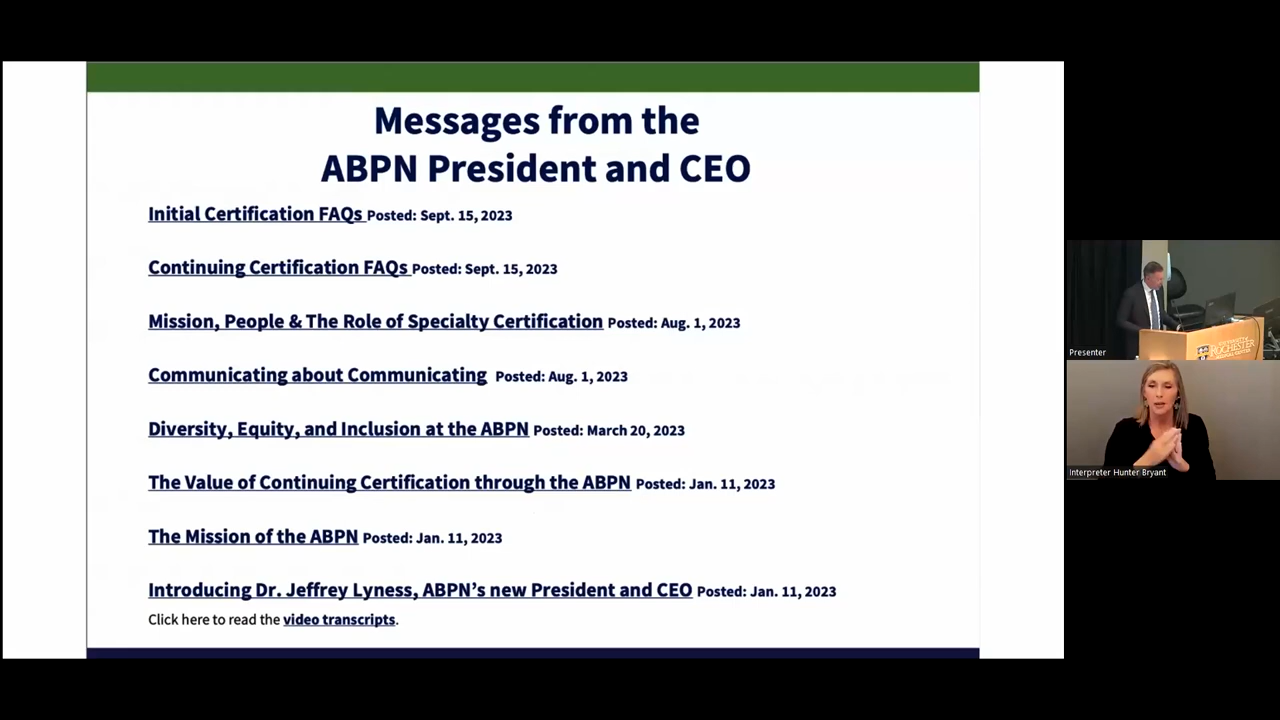 Messages from the
ABPN President and CEO
Initial Certification FAQs Posted: Sept. 15, 2023
Continuing Certification FAQs Posted: Sept. 15, 2023
Mission, People & The Role of Specialty Certification Posted: Aug. 1, 2023
Communicating about Communicating Posted: Aug. 1, 2023
Diversity, Equity, and Inclusion at the ABPN Posted: March 20, 2023
The Value of Continuing Certification through the ABPN Posted: Jan. 11, 2023
The Mission of the ABPN Posted: Jan. 11, 2023
Introducing Dr. Jeffrey Lyness, ABPN’s new President and CEO Posted: Jan. 11, 2023
Click here to read the video transcripts.
Presenter
ROCHESTER
Interpreter Hunter Bryant